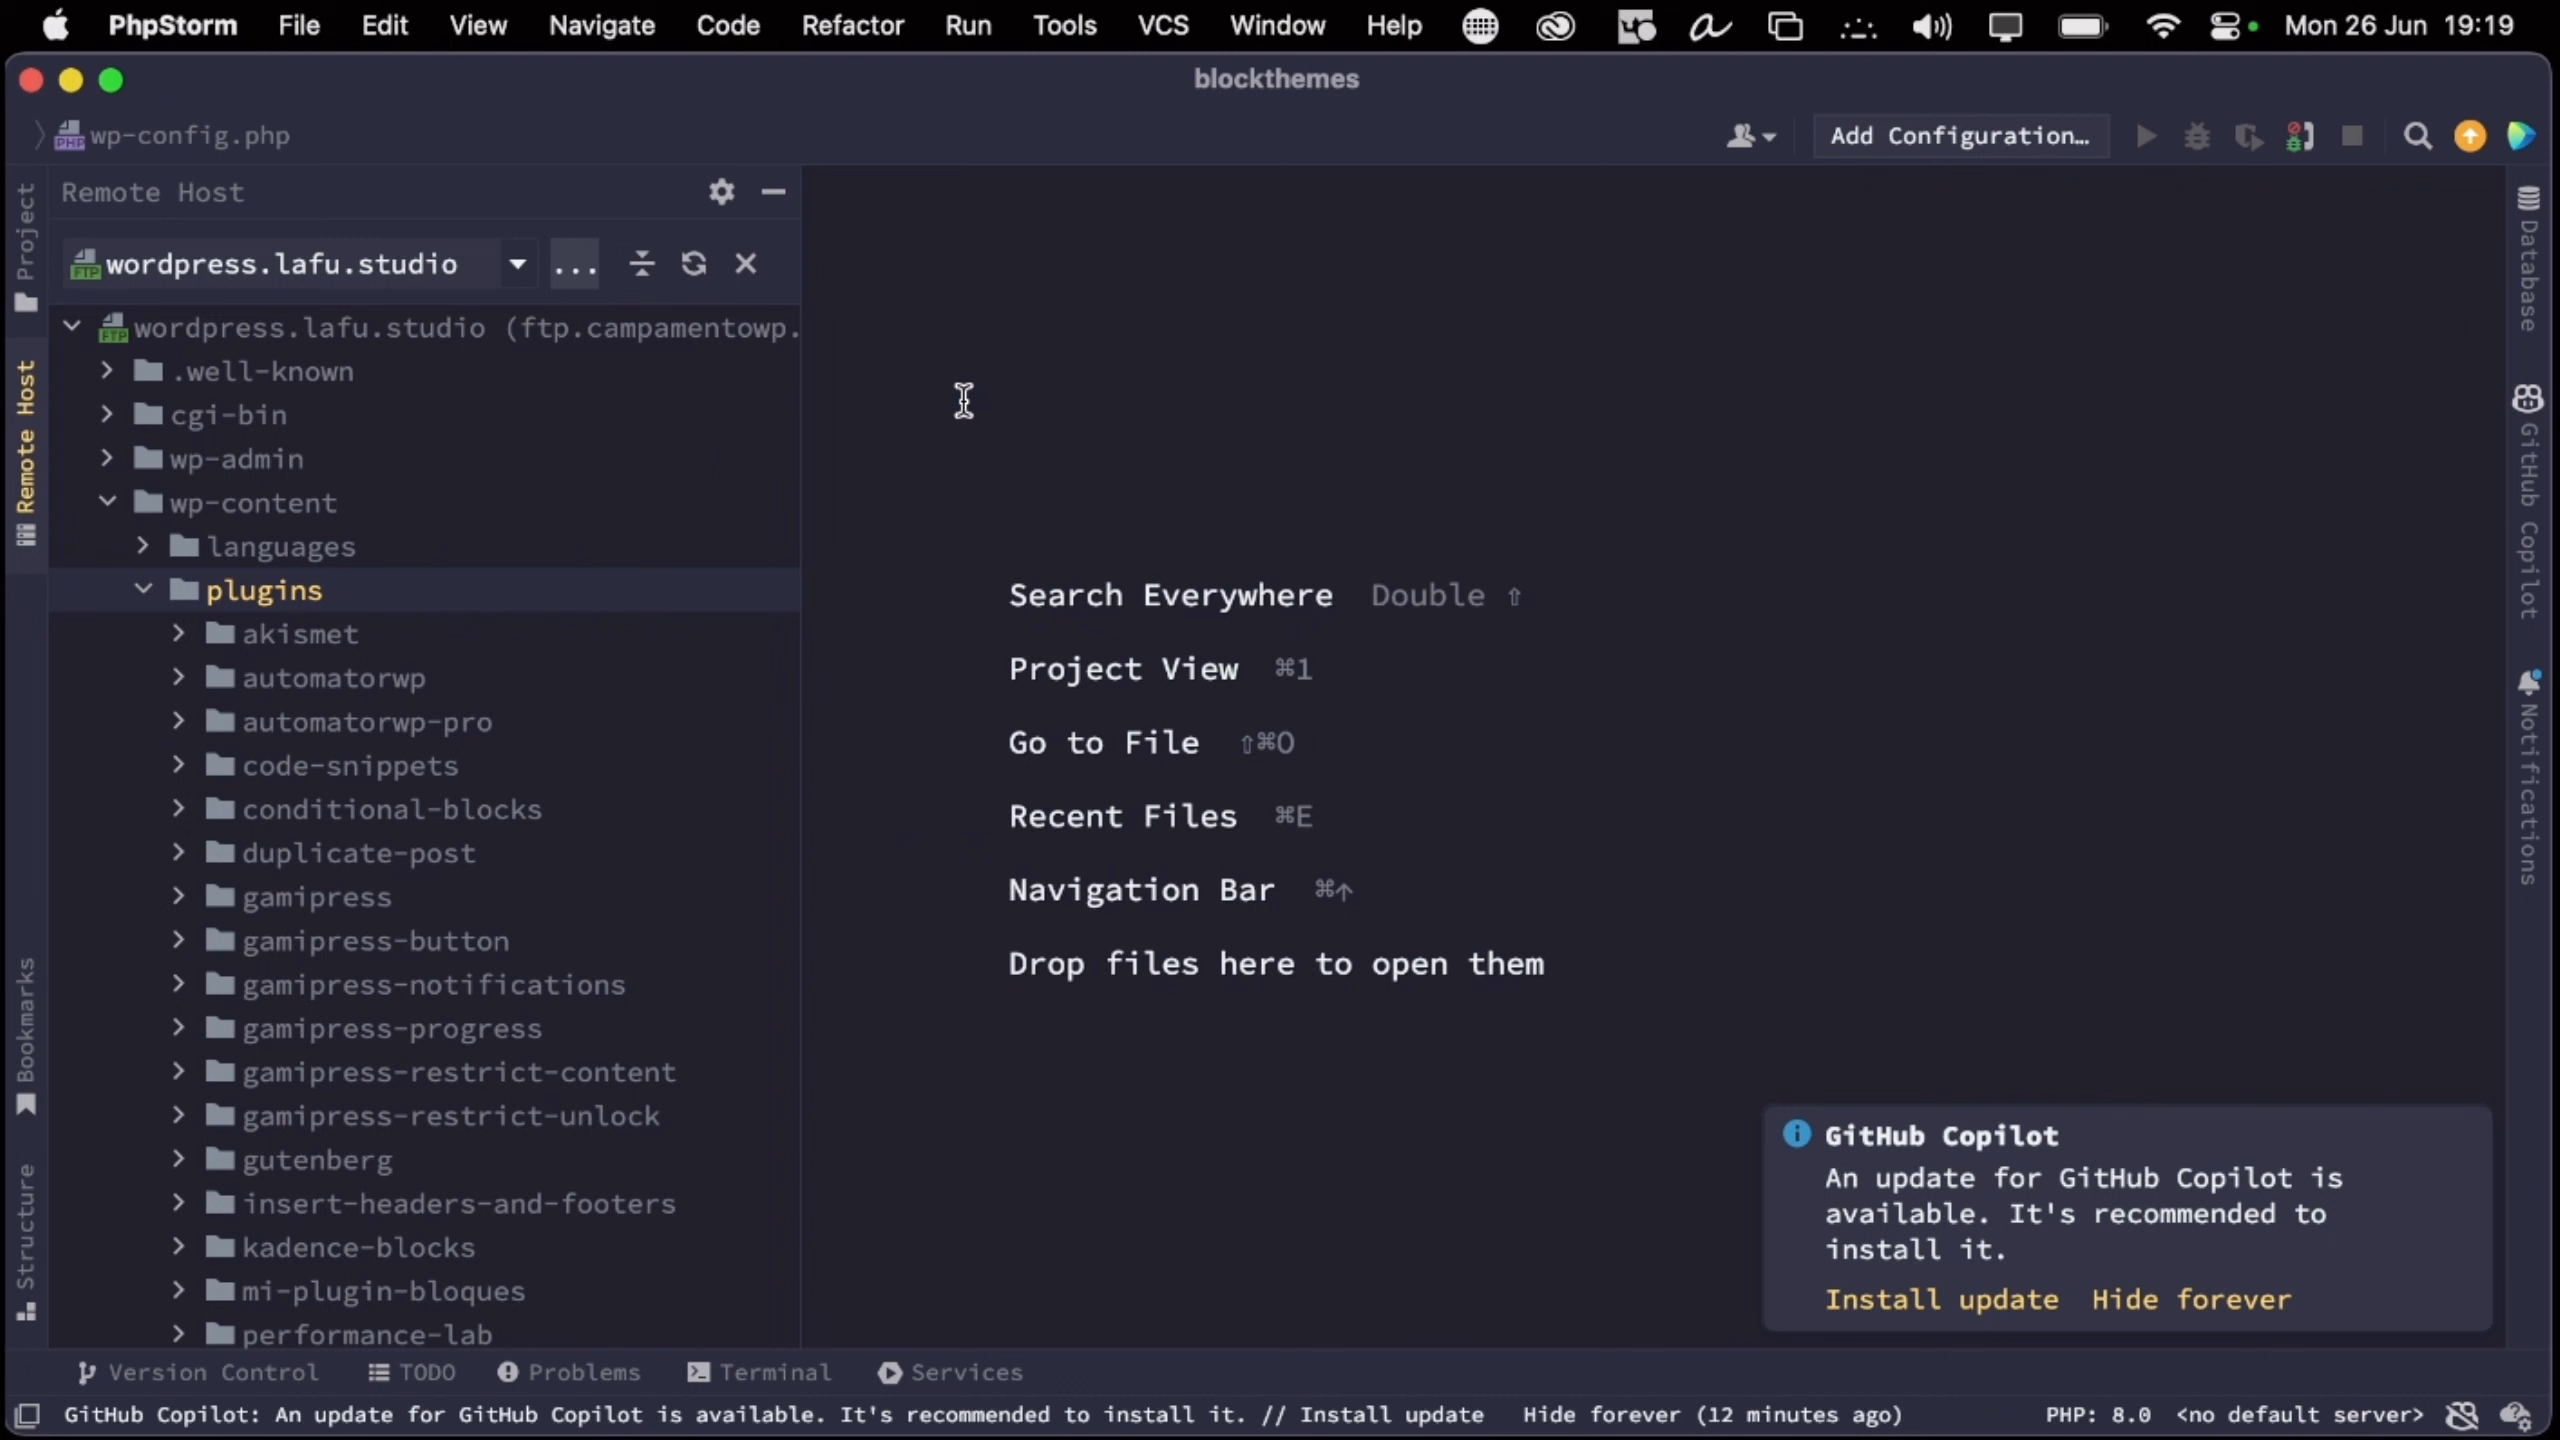 PhpStorm File Edit View Navigate Code Refactor Run Tools VCS Window Help Mon 26 Jun 19:19
blockthemes
wp-config.php
Add Configuration…
Remote Host
wordpress.lafu.studio
...
wordpress.lafu.studio (ftp.campamentowp.
.well-known
cgi-bin
wp-admin
wp-content
languages
plugins
akismet
automatorwp
automatorwp-pro
code-snippets
conditional-blocks
duplicate-post
gamipress
gamipress-button
gamipress-notifications
gamipress-progress
gamipress-restrict-content
gamipress-restrict-unlock
gutenberg
insert-headers-and-footers
kadence-blocks
mi-plugin-bloques
performance-lab
Project
Remote Host
Bookmarks
Structure
Search Everywhere Double ⇧
Project View ⌘1
Go to File ⇧⌘O
Recent Files ⌘E
Navigation Bar ⌘↑
Drop files here to open them
Database
GitHub Copilot
Notifications
GitHub Copilot
An update for GitHub Copilot is
available. It's recommended to
install it.
Install update Hide forever
Version Control TODO Problems Terminal Services
GitHub Copilot: An update for GitHub Copilot is available. It's recommended to install it. // Install update Hide forever (12 minutes ago) PHP: 8.0 <no default server>